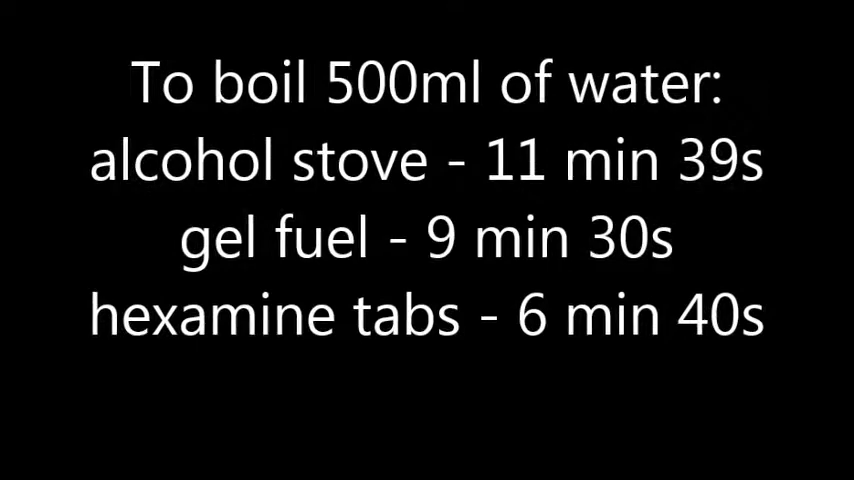 To boil 500ml of water:
alcohol stove - 11 min 39s
gel fuel - 9 min 30s
hexamine tabs - 6 min 40s